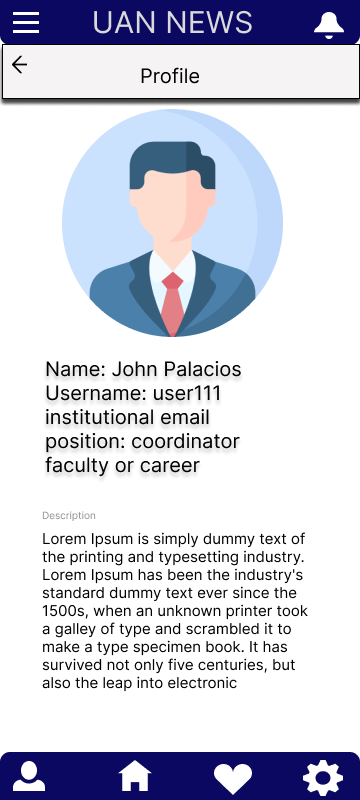 UAN NEWS
Profile
Name: John Palacios
Username: user111
institutional email
position: coordinator
faculty or career
Description
Lorem Ipsum is simply dummy text of
the printing and typesetting industry.
Lorem Ipsum has been the industry's
standard dummy text ever since the
1500s, when an unknown printer took
a galley of type and scrambled it to
make a type specimen book. It has
survived not only five centuries, but
also the leap into electronic